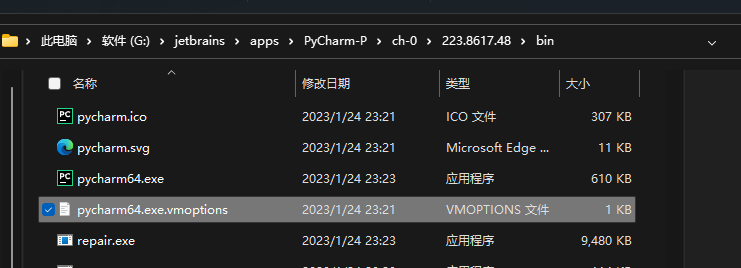 此电脑 > 软件 (G:) > jetbrains > apps > PyCharm-P > ch-0 > 223.8617.48 > bin
名称 修改日期 类型 大小
pycharm.ico 2023/1/24 23:21 ICO 文件 307 KB
pycharm.svg 2023/1/24 23:21 Microsoft Edge ... 11 KB
pycharm64.exe 2023/1/24 23:23 应用程序 610 KB
pycharm64.exe.vmoptions 2023/1/24 23:21 VMOPTIONS 文件 1 KB
repair.exe 2023/1/24 23:23 应用程序 9,480 KB